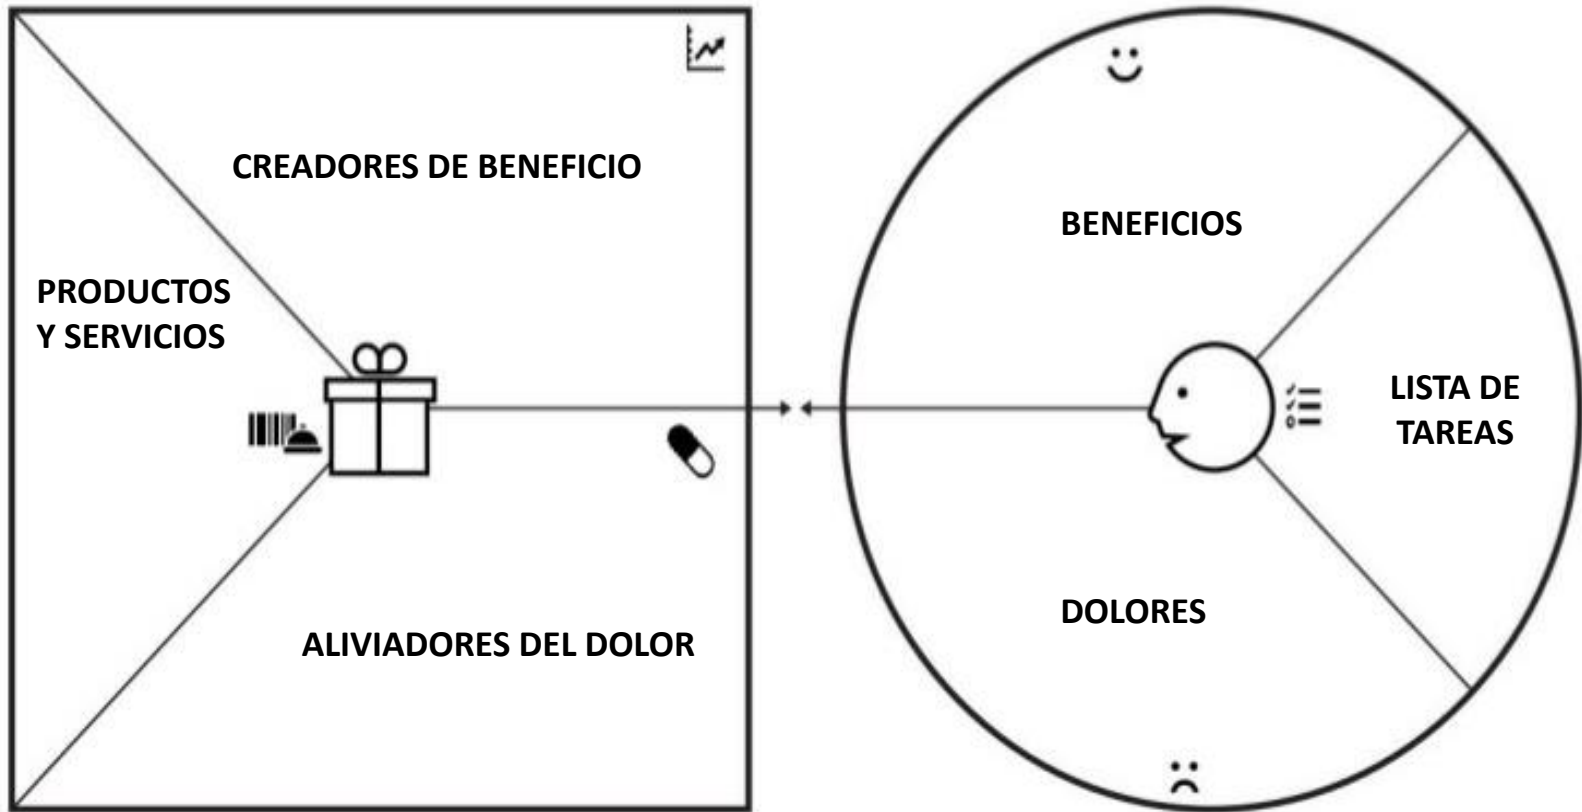 CREADORES DE BENEFICIO
PRODUCTOS
Y SERVICIOS
ALIVIADORES DEL DOLOR
BENEFICIOS
LISTA DE
TAREAS
DOLORES